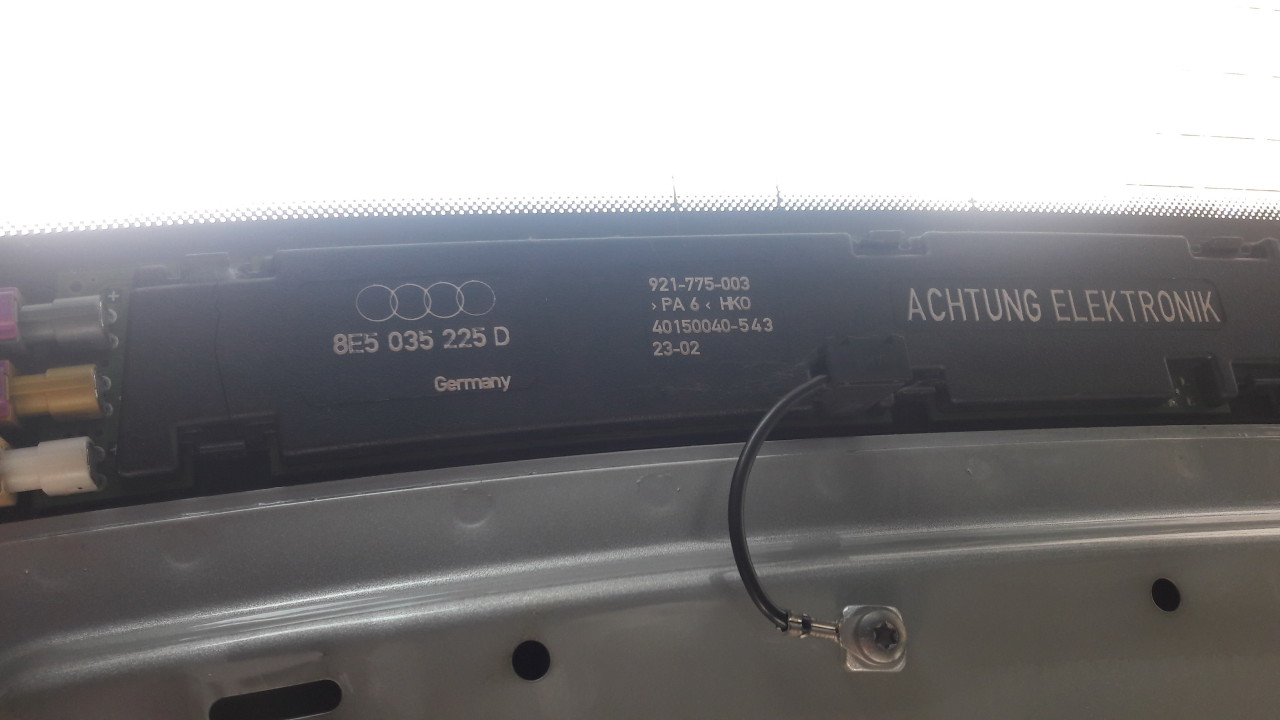 8E5 035 225 D
Germany
921-775-003
>PA 6< HKO
40150040-543
23-02
ACHTUNG ELEKTRONIK